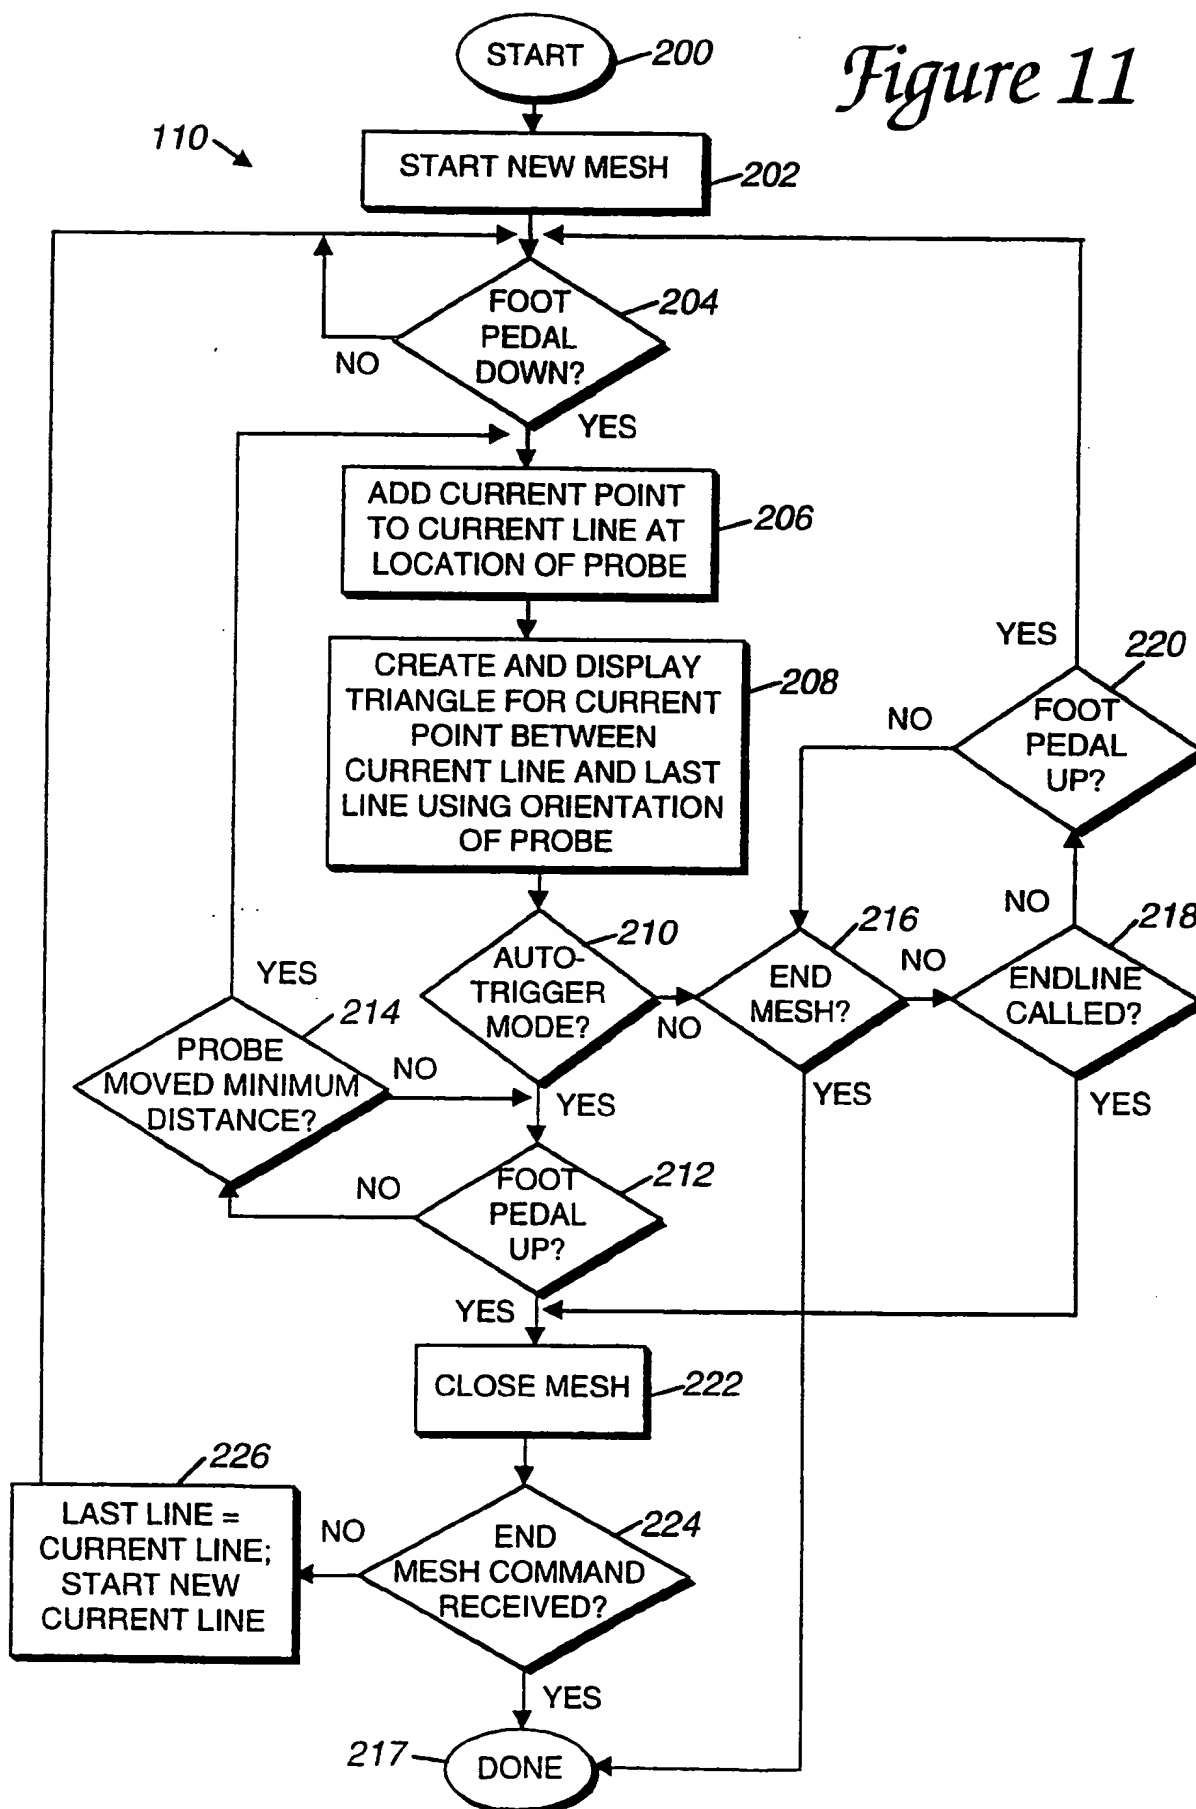 START
200
Figure 11
110
START NEW MESH
202
FOOT
PEDAL
DOWN?
204
NO
YES
ADD CURRENT POINT
TO CURRENT LINE AT
LOCATION OF PROBE
206
CREATE AND DISPLAY
TRIANGLE FOR CURRENT
POINT BETWEEN
CURRENT LINE AND LAST
LINE USING ORIENTATION
OF PROBE
208
YES
220
FOOT
PEDAL
UP?
NO
AUTO-
TRIGGER
MODE?
210
NO
YES
216
END
MESH?
NO
YES
NO
218
ENDLINE
CALLED?
YES
YES
214
PROBE
MOVED MINIMUM
DISTANCE?
NO
NO
FOOT
PEDAL
UP?
212
YES
CLOSE MESH
222
226
LAST LINE =
CURRENT LINE;
START NEW
CURRENT LINE
NO
END
MESH COMMAND
RECEIVED?
224
YES
217
DONE